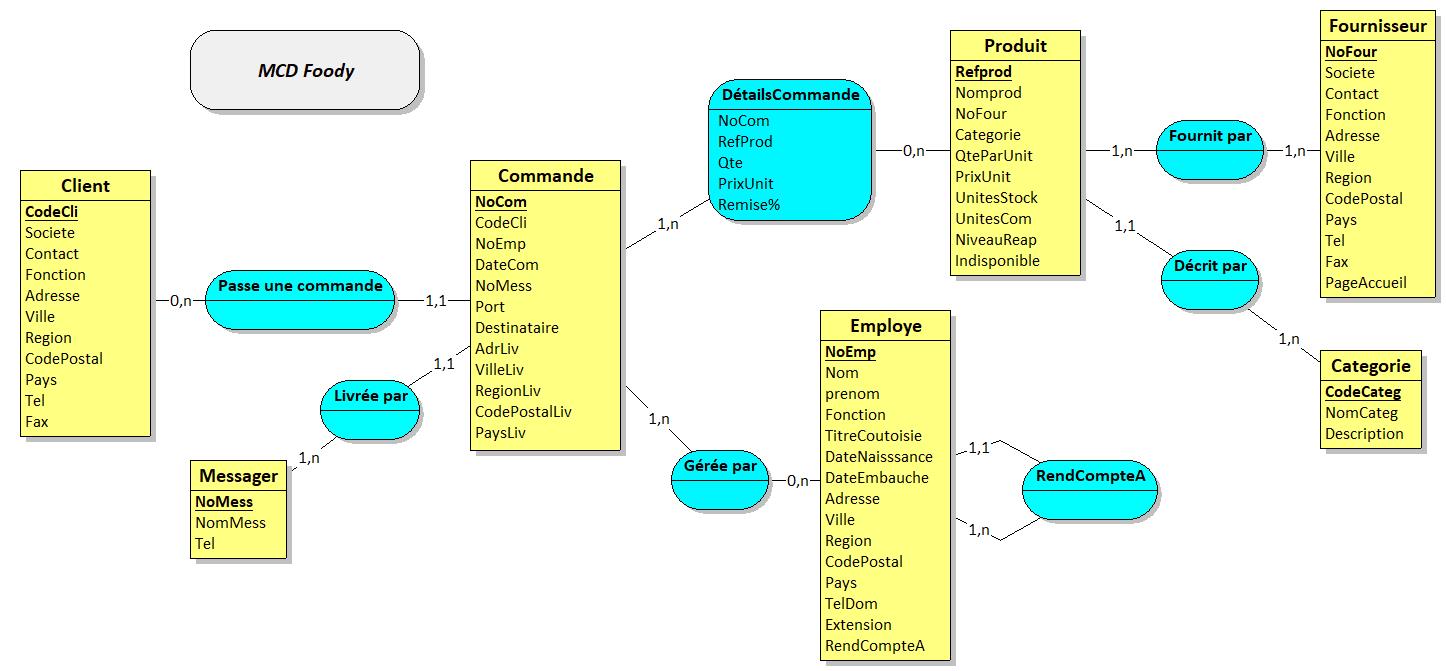 MCD Foody
Client
CodeCli
Societe
Contact
Fonction
Adresse
Ville
Region
CodePostal
Pays
Tel
Fax
0,n
Passe une commande
1,1
Messager
NoMess
NomMess
Tel
1,n
Livrée par
1,1
Commande
NoCom
CodeCli
NoEmp
DateCom
NoMess
Port
Destinataire
AdrLiv
VilleLiv
RegionLiv
CodePostalLiv
PaysLiv
1,n
DétailsCommande
NoCom
RefProd
Qte
PrixUnit
Remise%
0,n
1,n
Gérée par
0,n
Employe
NoEmp
Nom
prenom
Fonction
TitreCoutoisie
DateNaisssance
DateEmbauche
Adresse
Ville
Region
CodePostal
Pays
TelDom
Extension
RendCompteA
1,1
RendCompteA
1,n
Produit
Refprod
Nomprod
NoFour
Categorie
QteParUnit
PrixUnit
UnitesStock
UnitesCom
NiveauReap
Indisponible
1,n
Fournit par
1,n
1,1
Décrit par
1,n
Fournisseur
NoFour
Societe
Contact
Fonction
Adresse
Ville
Region
CodePostal
Pays
Tel
Fax
PageAccueil
Categorie
CodeCateg
NomCateg
Description